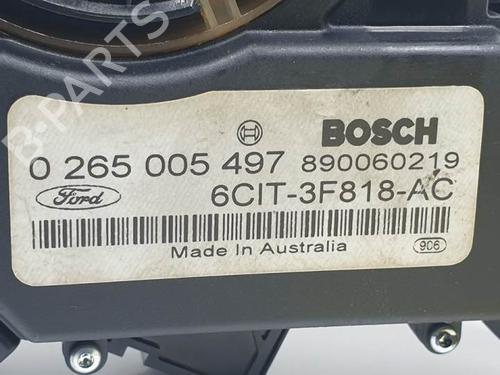 BOSCH
0 265 005 497 890060219
Ford 6CIT-3F818-AC
Made In Australia 906
B-PARTS